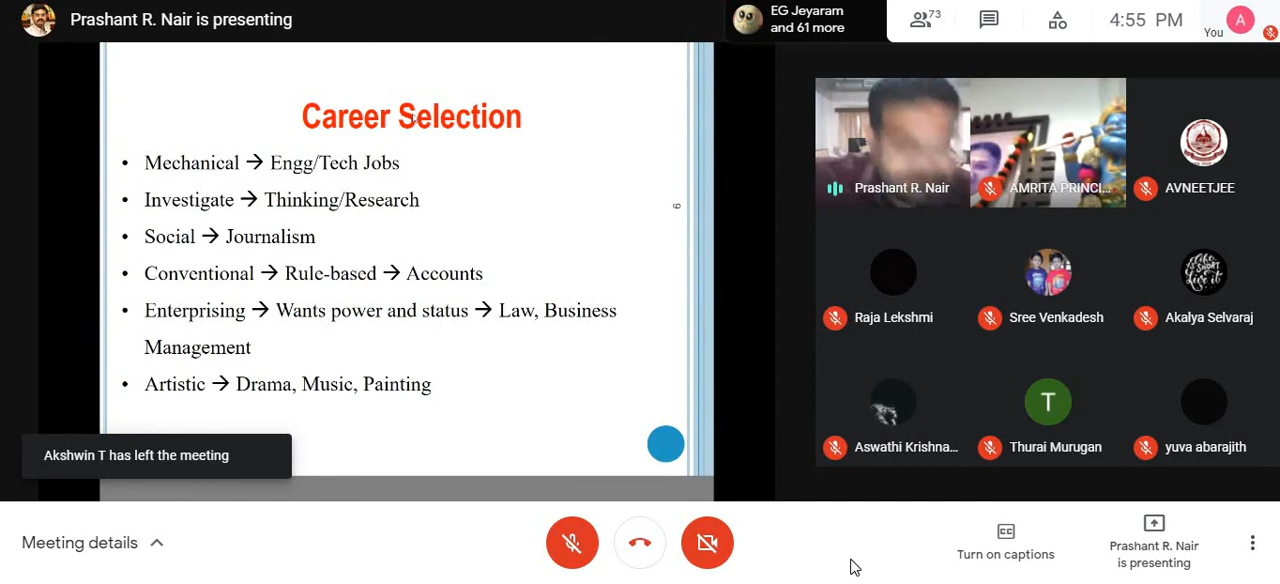 Prashant R. Nair is presenting
EG Jeyaram
and 61 more
73
4:55 PM
You
A
Career Selection
• Mechanical → Engg/Tech Jobs
• Investigate → Thinking/Research
• Social → Journalism
• Conventional → Rule-based → Accounts
• Enterprising → Wants power and status → Law, Business
Management
• Artistic → Drama, Music, Painting
9
Akshwin T has left the meeting
Prashant R. Nair
AMRITA PRINCI...
AVNEETJEE
Raja Lekshmi
Sree Venkadesh
Akalya Selvaraj
Aswathi Krishna...
T
Thurai Murugan
yuva abarajith
Meeting details
CC
Turn on captions
Prashant R. Nair
is presenting